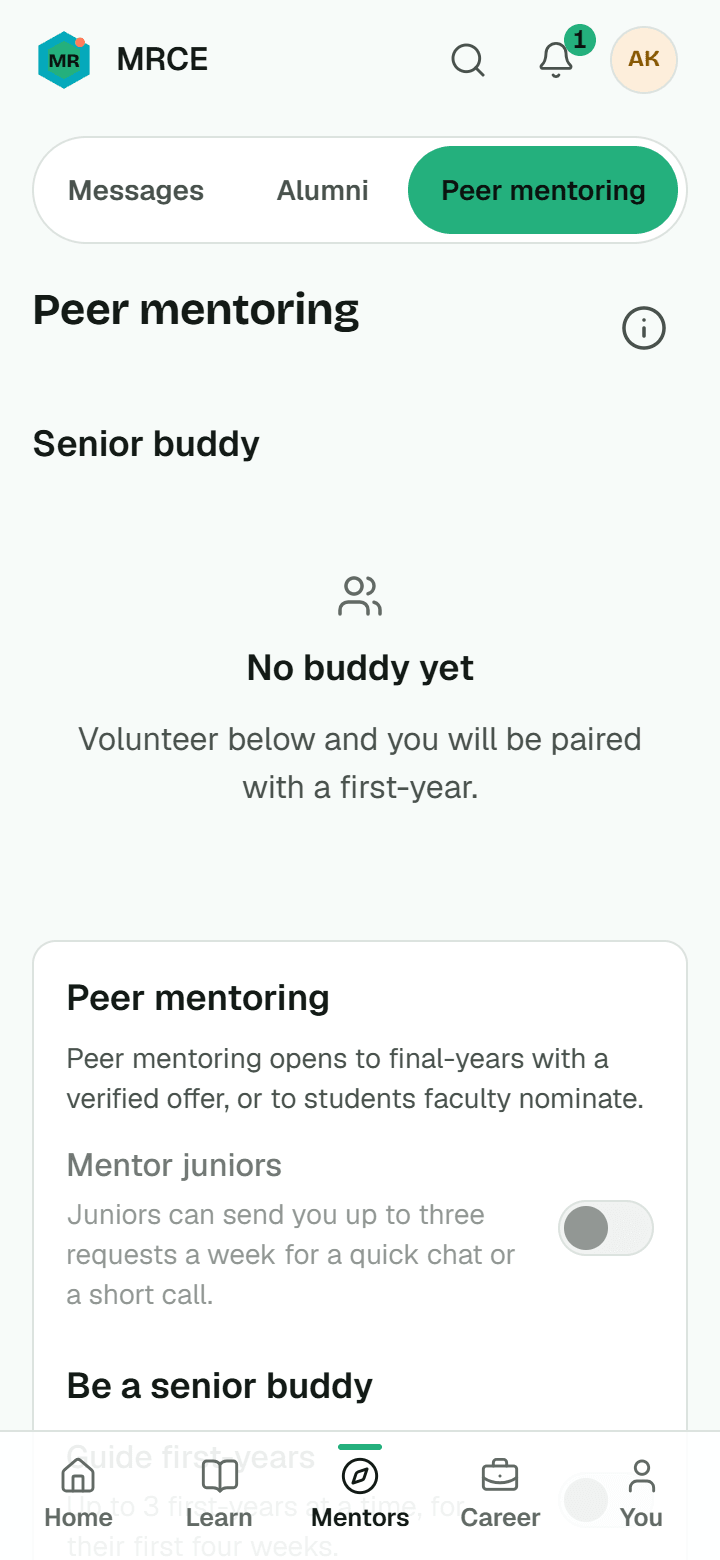 MR
MRCE
1
AK
Messages
Alumni
Peer mentoring
Peer mentoring
Senior buddy
No buddy yet
Volunteer below and you will be paired
with a first-year.
Peer mentoring
Peer mentoring opens to final-years with a
verified offer, or to students faculty nominate.
Mentor juniors
Juniors can send you up to three
requests a week for a quick chat or
a short call.
Be a senior buddy
Guide first-years
Up to 3 first-years at a time, for
their first four weeks.
Home
Learn
Mentors
Career
You